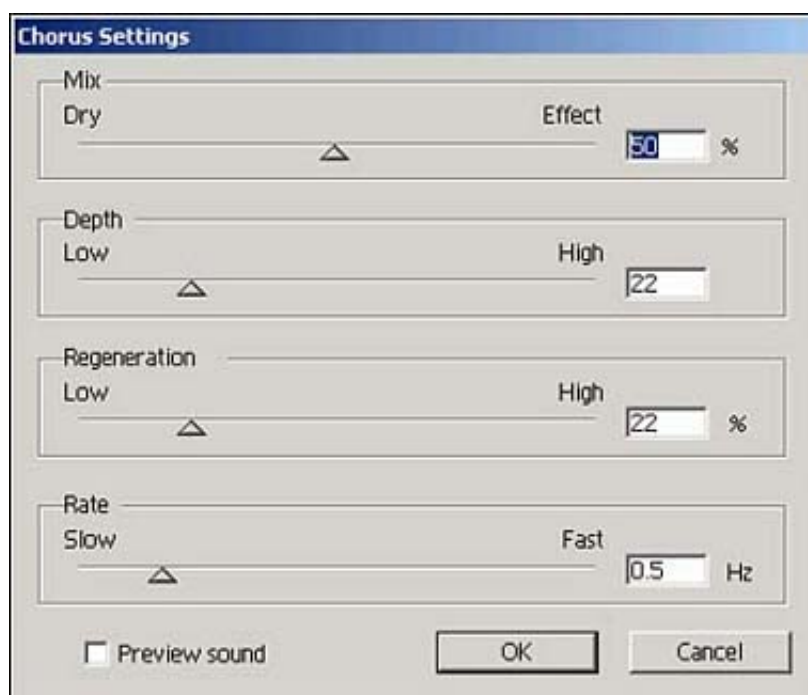 Chorus Settings
Mix
Dry Effect
50 %
Depth
Low High
22
Regeneration
Low High
22 %
Rate
Slow Fast
0.5 Hz
Preview sound OK Cancel